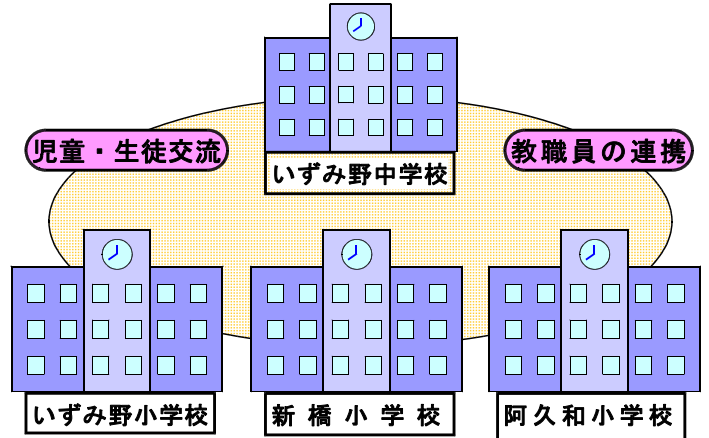 児童・生徒交流
教職員の連携
いずみ野中学校
いずみ野小学校
新橋小学校
阿久和小学校